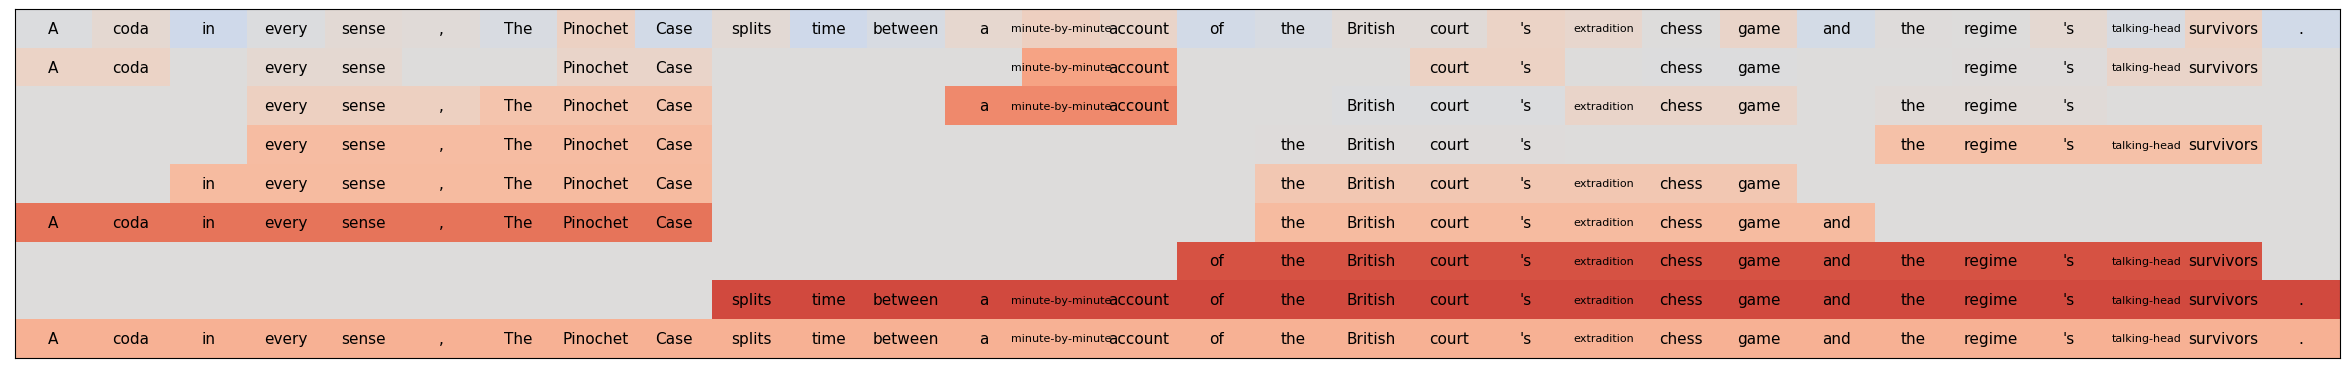 A coda in every sense , The Pinochet Case splits time between a minute-by-minute account of the British court 's extradition chess game and the regime 's talking-head survivors .
A coda every sense Pinochet Case minute-by-minute account court 's chess game regime 's talking-head survivors
every sense , The Pinochet Case a minute-by-minute account British court 's extradition chess game the regime 's
every sense , The Pinochet Case the British court 's the regime 's talking-head survivors
in every sense , The Pinochet Case the British court 's extradition chess game
A coda in every sense , The Pinochet Case the British court 's extradition chess game and
of the British court 's extradition chess game and the regime 's talking-head survivors
splits time between a minute-by-minute account of the British court 's extradition chess game and the regime 's talking-head survivors .
A coda in every sense , The Pinochet Case splits time between a minute-by-minute account of the British court 's extradition chess game and the regime 's talking-head survivors .